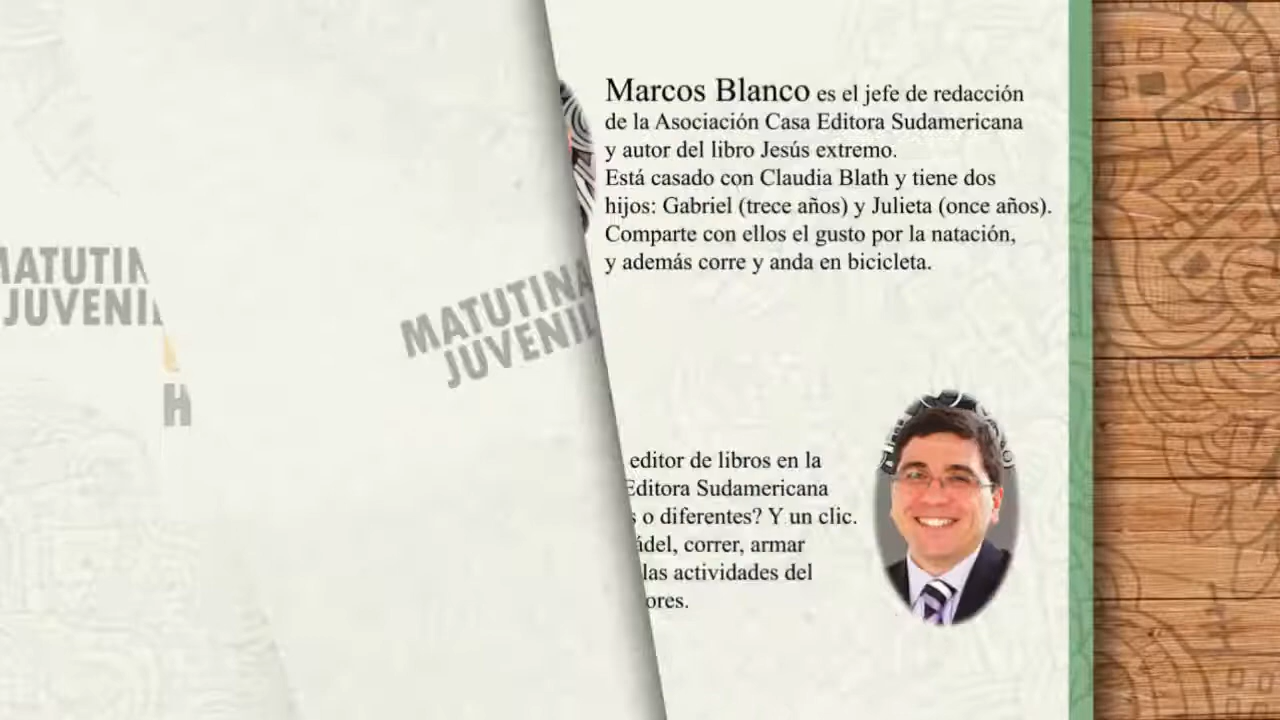 JUVENI
H
MATUTINA
JUVENIL
Marcos Blanco es el jefe de redacción
de la Asociación Casa Editora Sudamericana
y autor del libro Jesús extremo.
Está casado con Claudia Blath y tiene dos
hijos: Gabriel (trece años) y Julieta (once años).
Comparte con ellos el gusto por la natación,
y además corre y anda en bicicleta.
editor de libros en la
Editora Sudamericana
o diferentes? Y un clic.
correr, armar
las actividades del